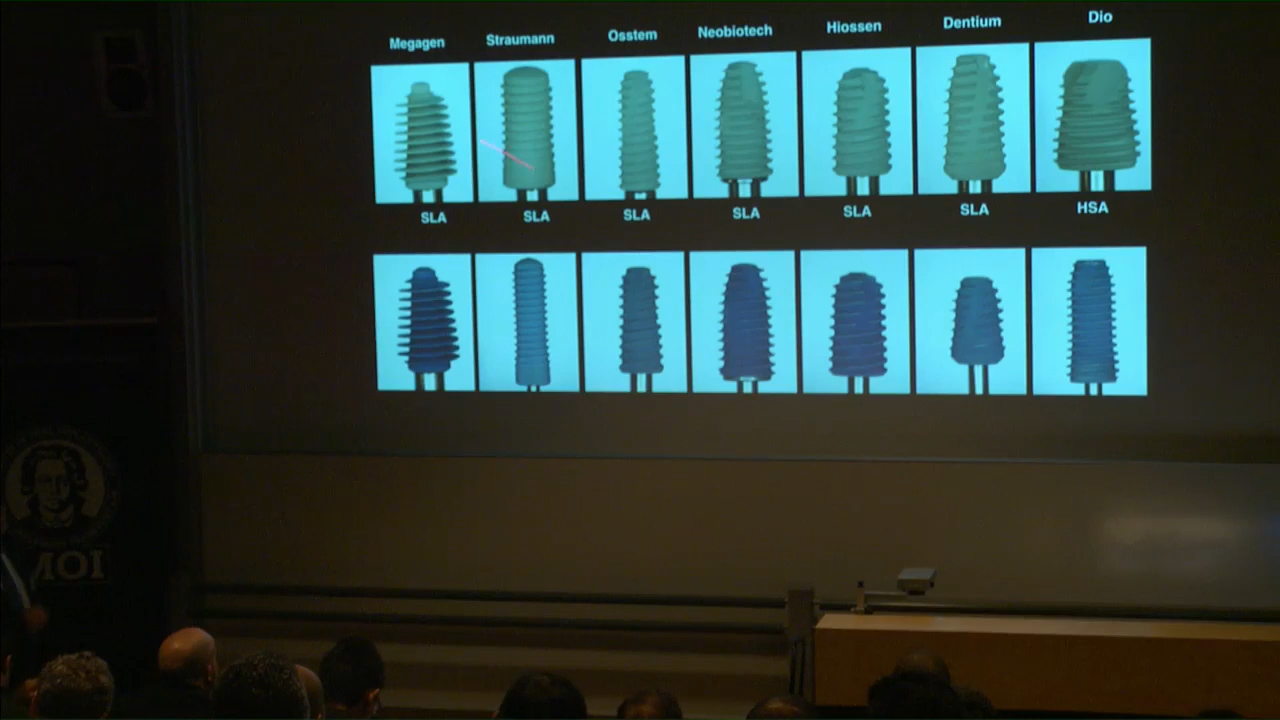 Megagen Straumann Osstem Neobiotech Hiossen Dentium Dio
SLA SLA SLA SLA SLA SLA HSA
MOI